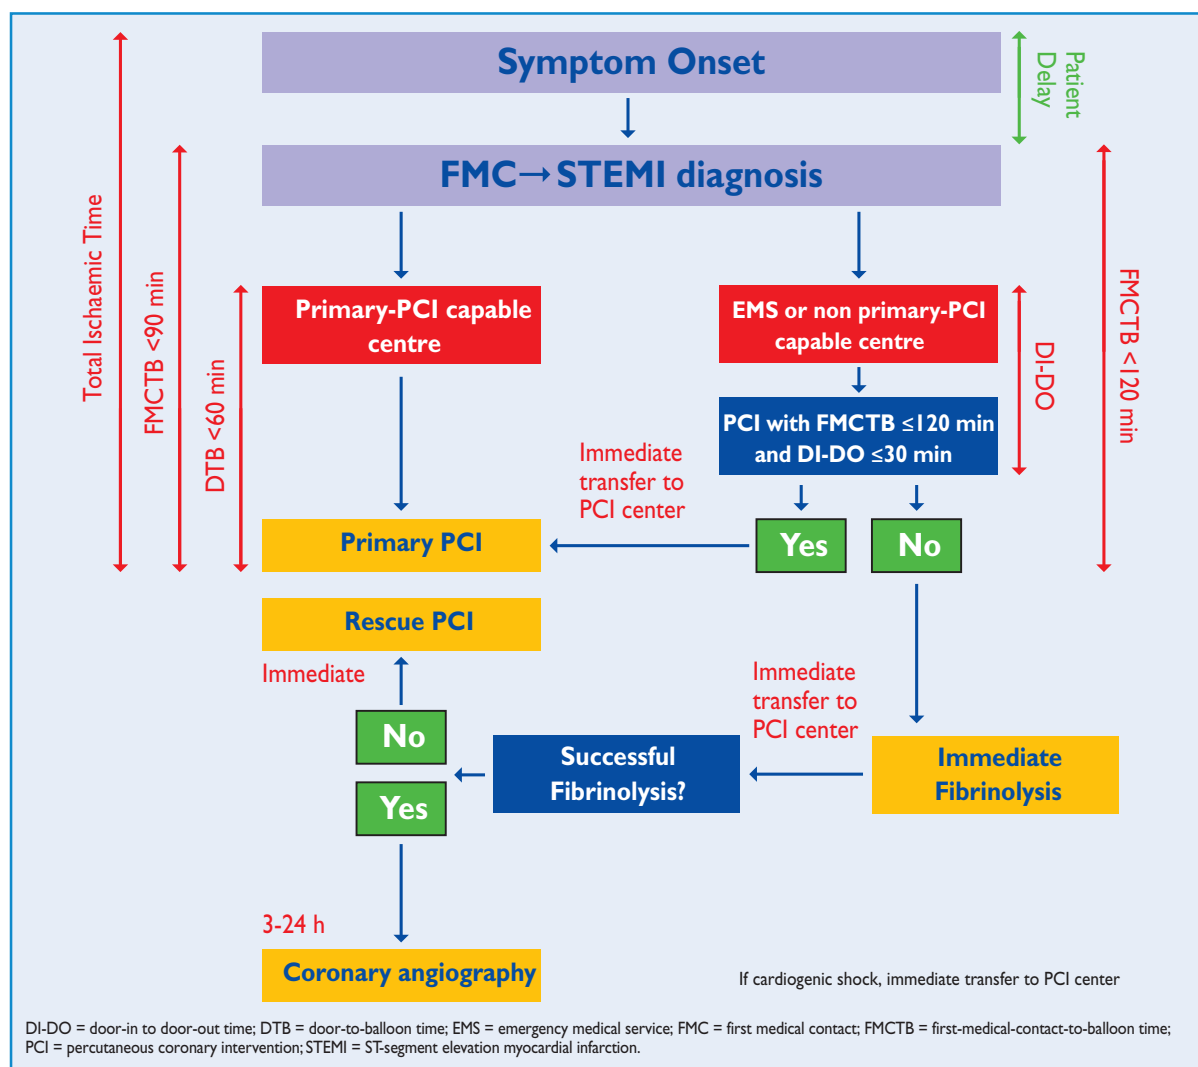 Symptom Onset
Patient
Delay
FMC→ STEMI diagnosis
Total Ischaemic Time
FMCTB <90 min
DTB <60 min
Primary-PCI capable
centre
EMS or non primary-PCI
capable centre
DI-DO
FMCTB <120 min
PCI with FMCTB ≤120 min
and DI-DO ≤30 min
Immediate
transfer to
PCI center
Primary PCI
Yes
No
Rescue PCI
Immediate
Immediate
transfer to
PCI center
No
Yes
Successful
Fibrinolysis?
Immediate
Fibrinolysis
3-24 h
Coronary angiography
If cardiogenic shock, immediate transfer to PCI center
DI-DO = door-in to door-out time; DTB = door-to-balloon time; EMS = emergency medical service; FMC = first medical contact; FMCTB = first-medical-contact-to-balloon time;
PCI = percutaneous coronary intervention; STEMI = ST-segment elevation myocardial infarction.